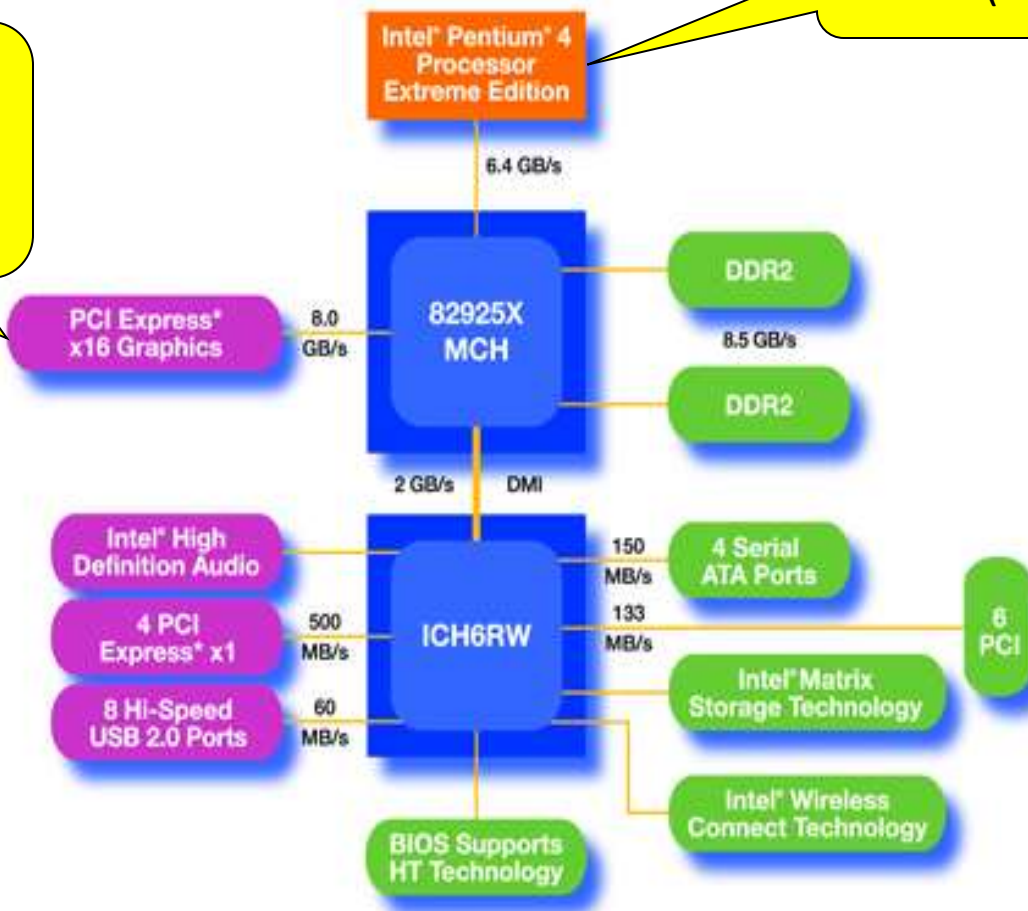 (
Intel* Pentium* 4
Processor
Extreme Edition
6.4 GB/s
PCI Express*
x16 Graphics
8.0
GB/s
82925X
MCH
DDR2
8.5 GB/s
DDR2
2 GB/s
DMI
Intel* High
Definition Audio
4 PCI
Express* x1
500
MB/s
8 Hi-Speed
USB 2.0 Ports
60
MB/s
ICH6RW
150
MB/s
4 Serial
ATA Ports
133
MB/s
6
PCI
Intel* Matrix
Storage Technology
Intel* Wireless
Connect Technology
BIOS Supports
HT Technology